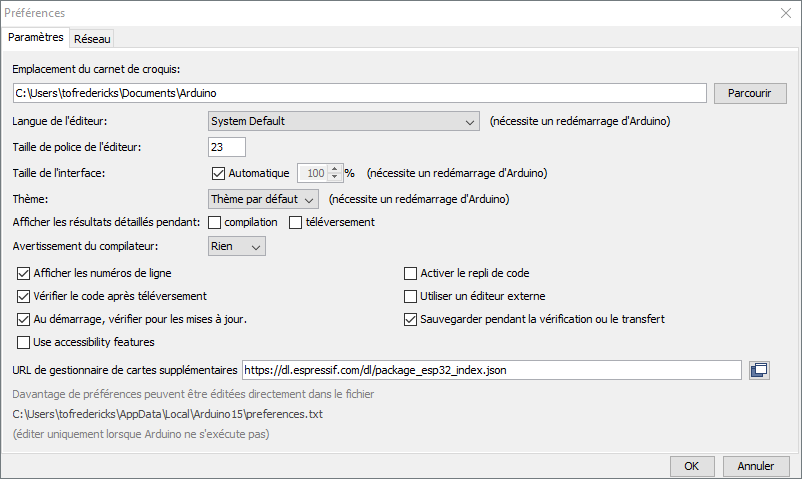 Préférences
Paramètres Réseau
Emplacement du carnet de croquis:
C:\Users\tofredericks\Documents\Arduino Parcourir
Langue de l'éditeur: System Default (nécessite un redémarrage d'Arduino)
Taille de police de l'éditeur: 23
Taille de l'interface: Automatique 100 % (nécessite un redémarrage d'Arduino)
Thème: Thème par défaut (nécessite un redémarrage d'Arduino)
Afficher les résultats détaillés pendant: compilation téléversement
Avertissement du compilateur: Rien
Afficher les numéros de ligne Activer le repli de code
Vérifier le code après téléversement Utiliser un éditeur externe
Au démarrage, vérifier pour les mises à jour. Sauvegarder pendant la vérification ou le transfert
Use accessibility features
URL de gestionnaire de cartes supplémentaires https://dl.espressif.com/dl/package_esp32_index.json
Davantage de préférences peuvent être éditées directement dans le fichier
C:\Users\tofredericks\AppData\Local\Arduino15\preferences.txt
(éditer uniquement lorsque Arduino ne s'exécute pas)
OK Annuler